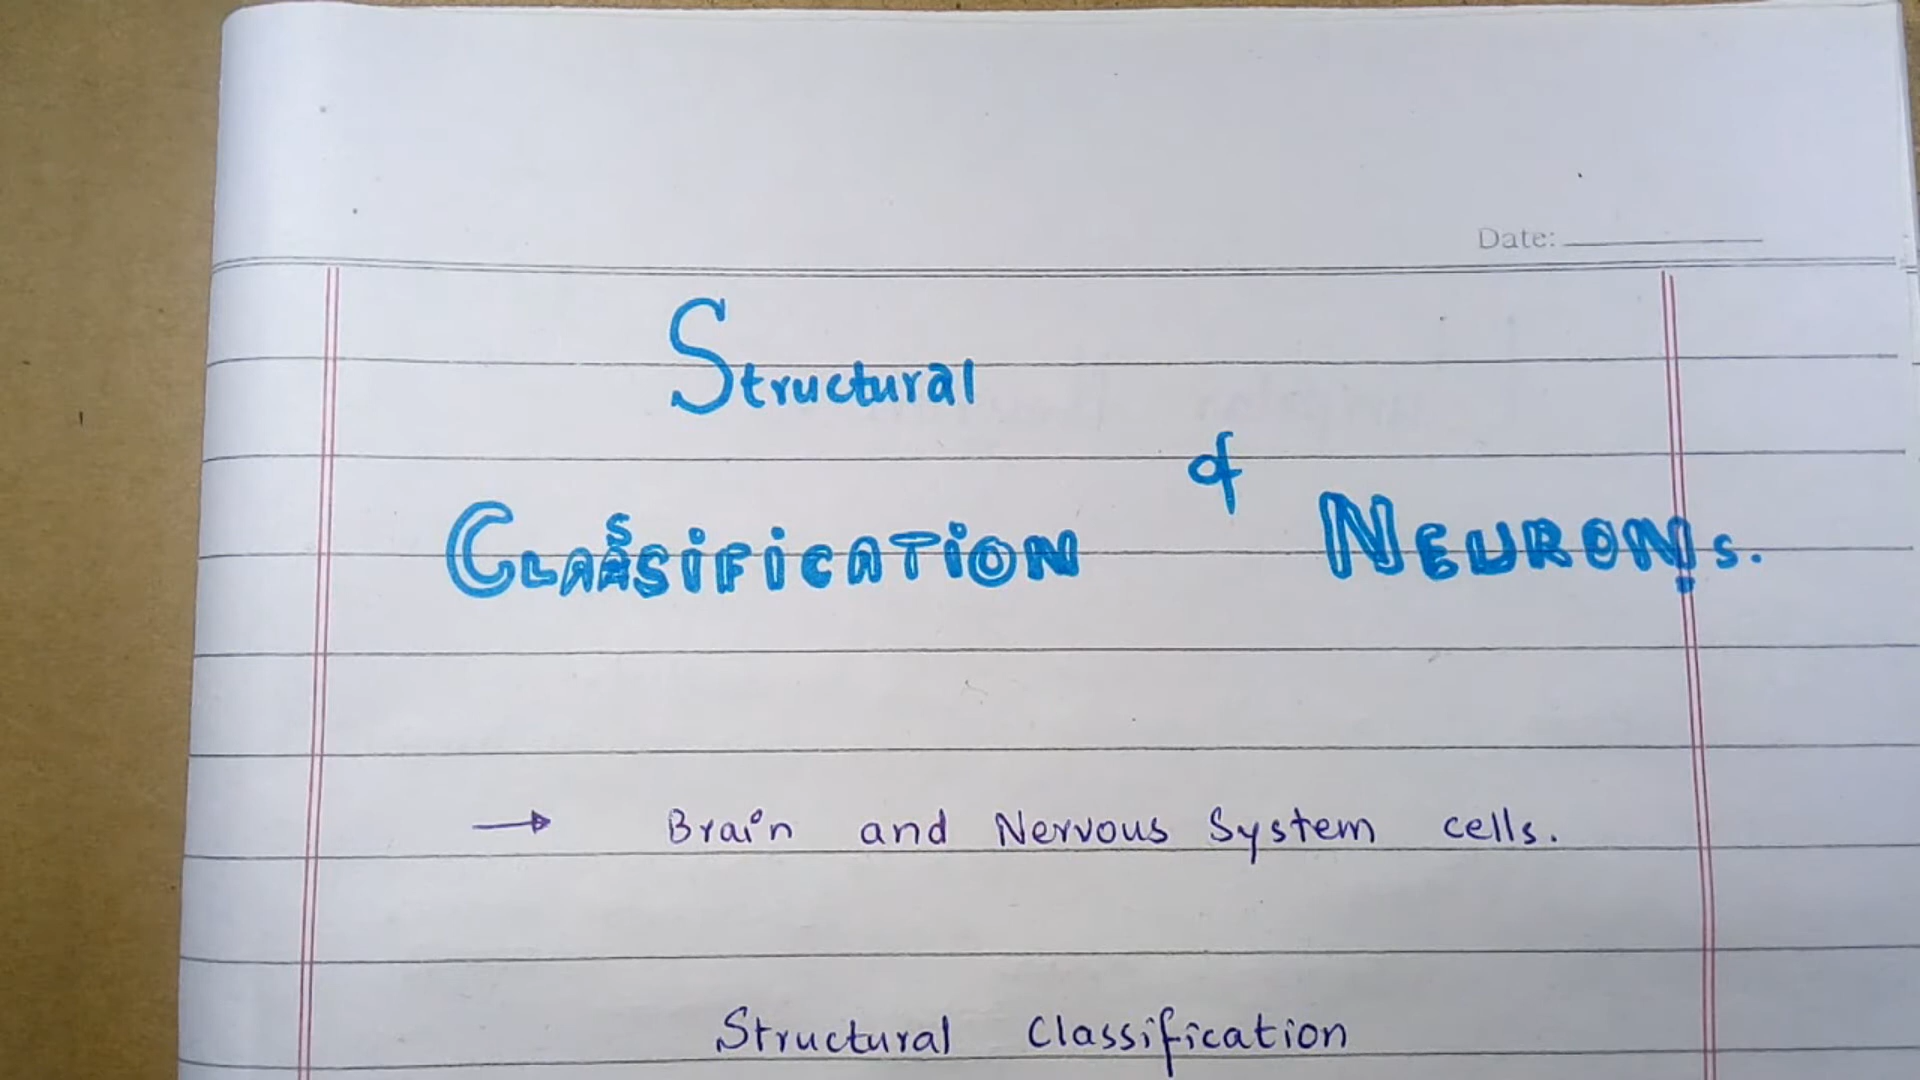 Date:
Structural
CLASSIFICATION of NEURONS.
→ Brain and Nervous System cells.
Structural Classification